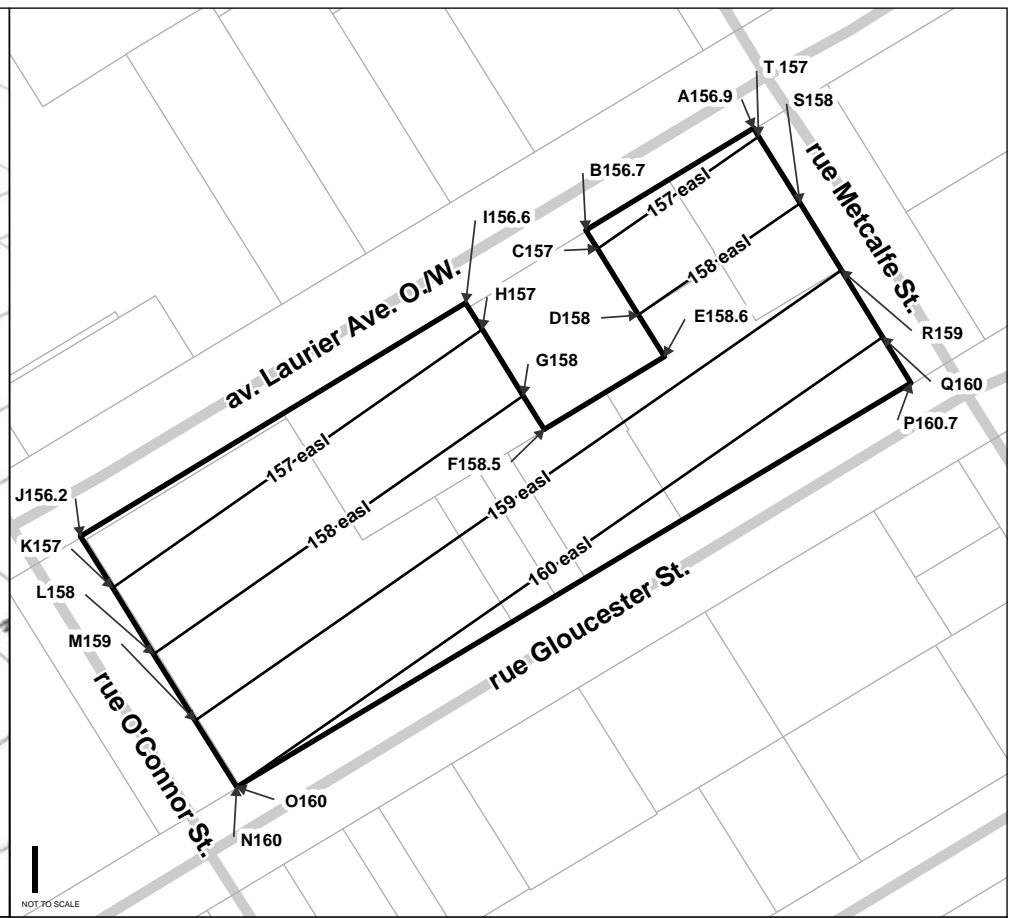 T 157
A156.9
S158
B156.7
157 easl
rue Metcalfe St.
I156.6
C157
158 easl
H157
av. Laurier Ave. O./W.
D158
E158.6
R159
G158
Q160
P160.7
157 easl
F158.5
J156.2
159 easl
158 easl
K157
160 easl
L158
rue Gloucester St.
M159
rue O'Connor St.
O160
N160
NOT TO SCALE